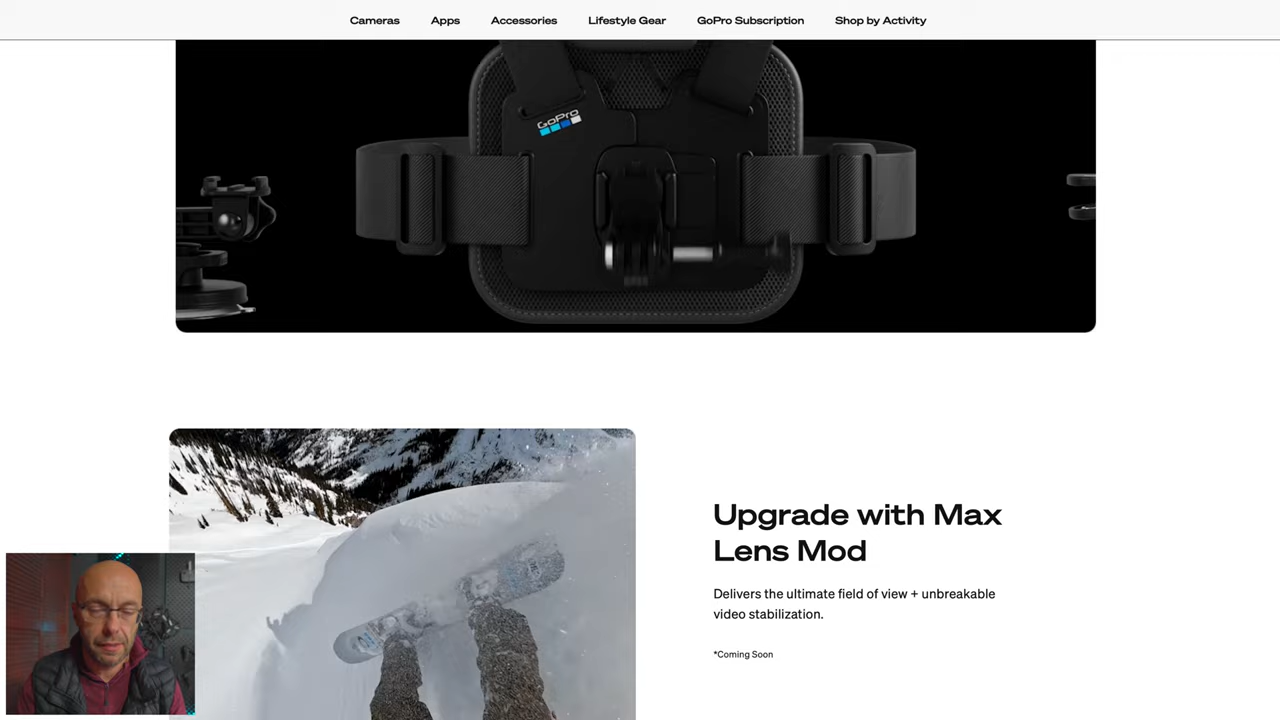 Cameras Apps Accessories Lifestyle Gear GoPro Subscription Shop by Activity
GoPro
Upgrade with Max
Lens Mod
Delivers the ultimate field of view + unbreakable
video stabilization.
*Coming Soon